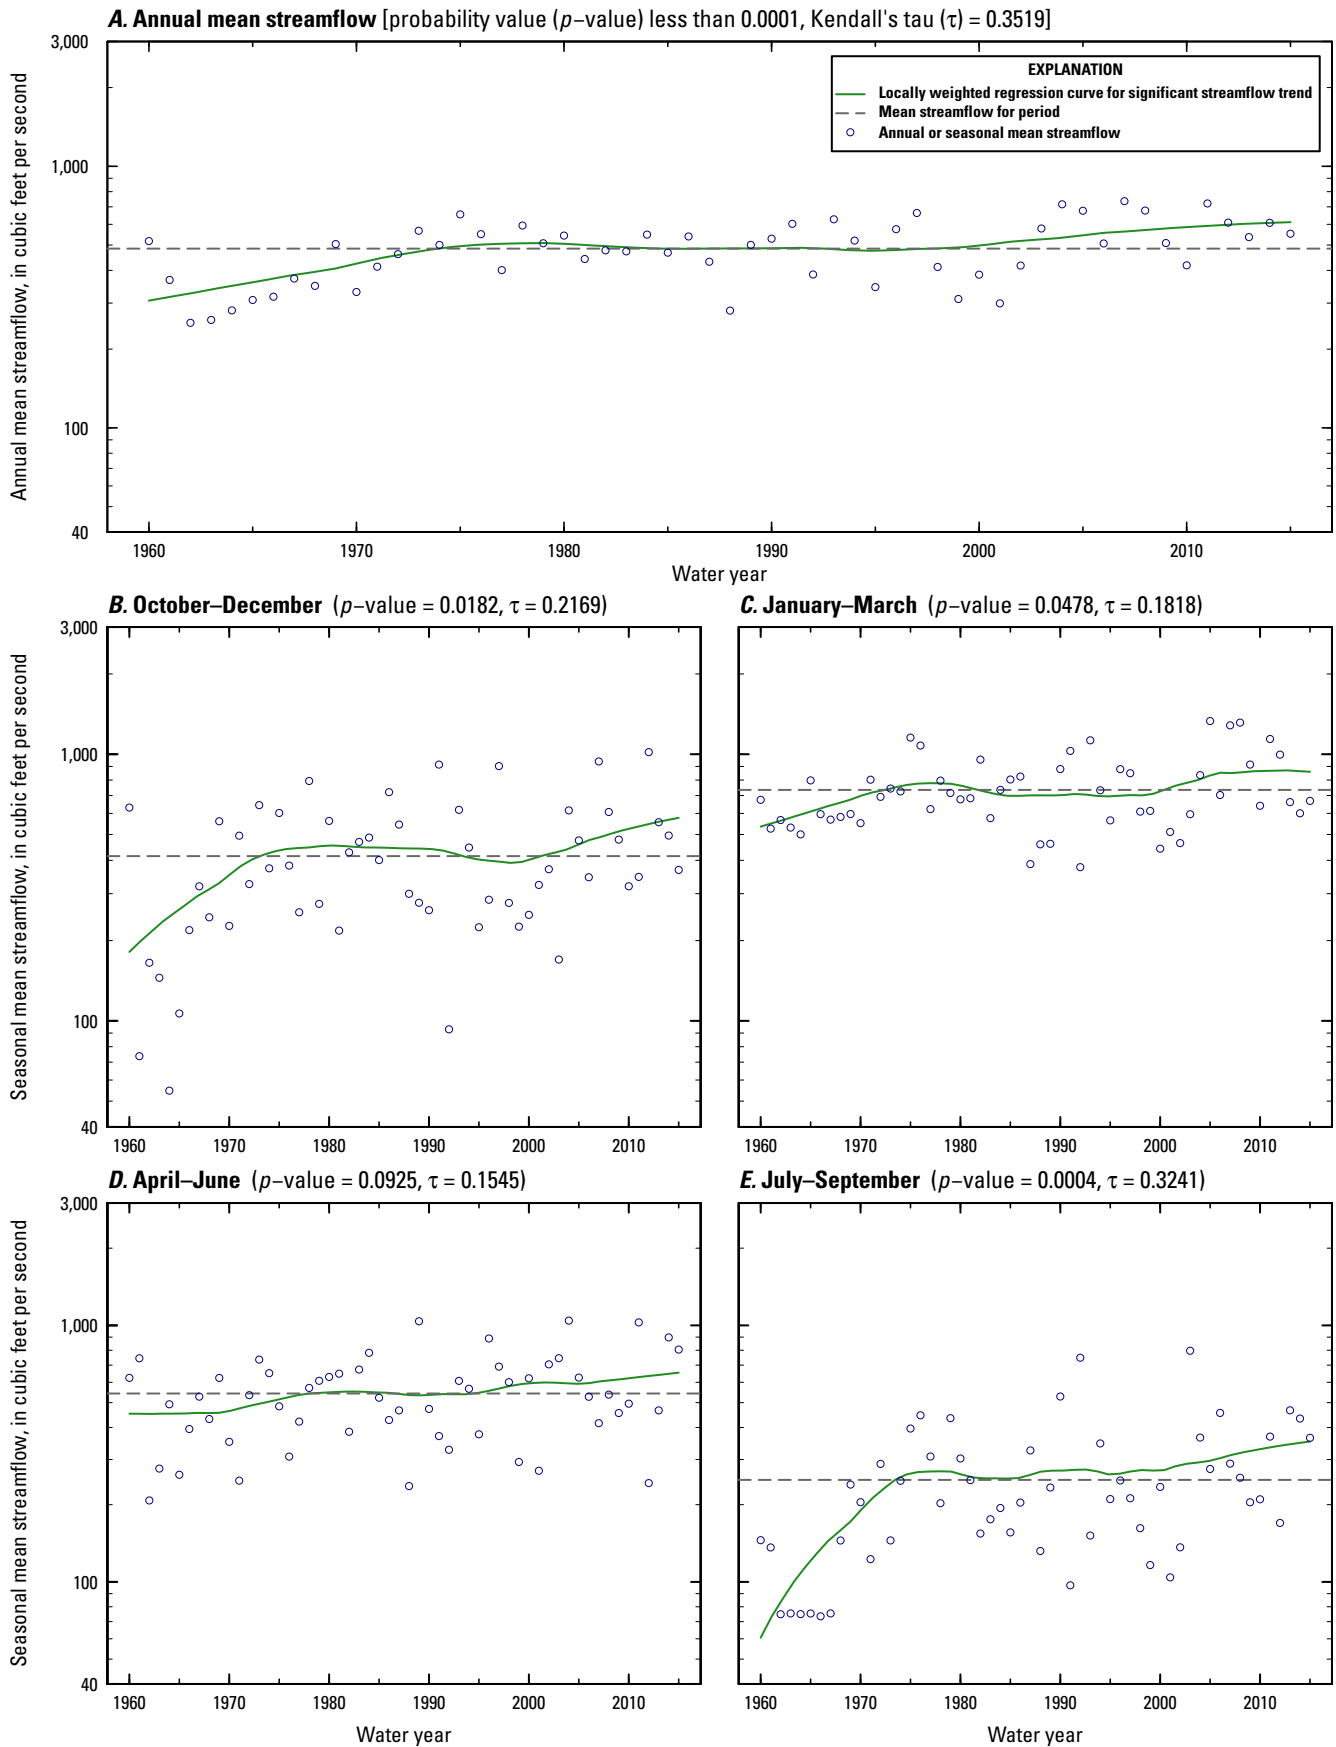 A. Annual mean streamflow [probability value (p–value) less than 0.0001, Kendall's tau (τ) = 0.3519]
3,000
1,000
100
40
Annual mean streamflow, in cubic feet per second
EXPLANATION
Locally weighted regression curve for significant streamflow trend
Mean streamflow for period
Annual or seasonal mean streamflow
1960 1970 1980 1990 2000 2010
Water year
B. October–December (p–value = 0.0182, τ = 0.2169)
3,000
1,000
100
40
Seasonal mean streamflow, in cubic feet per second
1960 1970 1980 1990 2000 2010
C. January–March (p–value = 0.0478, τ = 0.1818)
1960 1970 1980 1990 2000 2010
D. April–June (p–value = 0.0925, τ = 0.1545)
3,000
1,000
100
40
Seasonal mean streamflow, in cubic feet per second
1960 1970 1980 1990 2000 2010
Water year
E. July–September (p–value = 0.0004, τ = 0.3241)
1960 1970 1980 1990 2000 2010
Water year